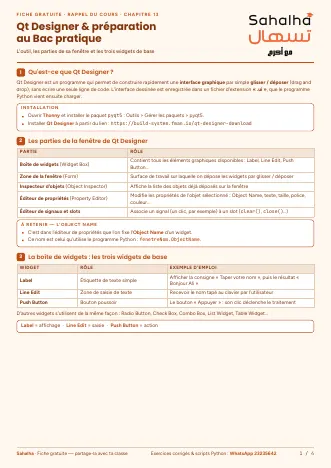 FICHE GRATUITE · RAPPEL DU COURS · CHAPITRE 13
Qt Designer & préparation
au Bac pratique
L'outil, les parties de sa fenêtre et les trois widgets de base
Sahalha
تسهالها
مع أكرم
1 Qu'est-ce que Qt Designer ?
Qt Designer est un programme qui permet de construire rapidement une interface graphique par simple glisser / déposer (drag and
drop), sans écrire une seule ligne de code. L'interface dessinée est enregistrée dans un fichier d'extension « .ui », que le programme
Python vient ensuite charger.
INSTALLATION
• Ouvrir Thonny et installer le paquet pyqt5 : Outils > Gérer les paquets > pyqt5.
• Installer Qt Designer à partir du lien : https://build-system.fman.io/qt-designer-download
2 Les parties de la fenêtre de Qt Designer
PARTIE RÔLE
Boîte de widgets (Widget Box) Contient tous les éléments graphiques disponibles : Label, Line Edit, Push
Button...
Zone de la fenêtre (Form) Surface de travail sur laquelle on dépose les widgets par glisser / déposer
Inspecteur d'objets (Object Inspector) Affiche la liste des objets déjà déposés sur la fenêtre
Éditeur de propriétés (Property Editor) Modifie les propriétés de l'objet sélectionné : Object Name, texte, taille, police,
couleur...
Éditeur de signaux et slots Associe un signal (un clic, par exemple) à un slot (clear(), close()...)
À RETENIR — L'OBJECT NAME
• C'est dans l'éditeur de propriétés que l'on fixe l'Object Name d'un widget.
• Ce nom est celui qu'utilise le programme Python : fenetreNom.ObjectName.
3 La boîte de widgets : les trois widgets de base
WIDGET RÔLE EXEMPLE D'EMPLOI
Label Étiquette de texte simple Afficher la consigne « Taper votre nom », puis le résultat «
Bonjour Ali »
Line Edit Zone de saisie de texte Recevoir le nom tapé au clavier par l'utilisateur
Push Button Bouton poussoir Le bouton « Appuyer » : son clic déclenche le traitement
D'autres widgets s'utilisent de la même façon : Radio Button, Check Box, Combo Box, List Widget, Table Widget...
Label = affichage · Line Edit = saisie · Push Button = action
Sahalha · Fiche gratuite — partage-la avec ta classe Exercices corrigés & scripts Python : WhatsApp 23235642 1 / 4